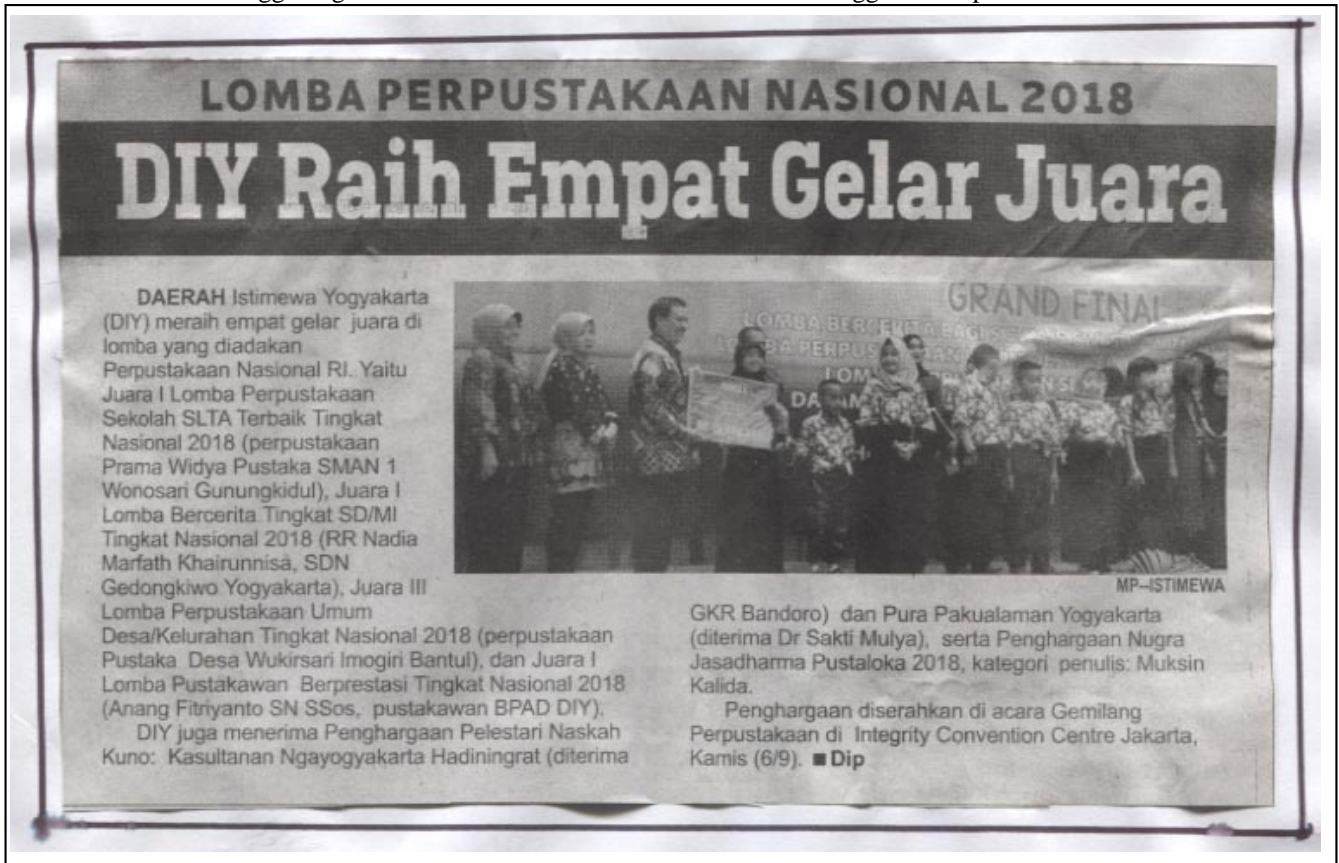 LOMBA PERPUSTAKAAN NASIONAL 2018
DIY Raih Empat Gelar Juara
DAERAH Istimewa Yogyakarta
(DIY) meraih empat gelar juara di
lomba yang diadakan
Perpustakaan Nasional RI. Yaitu
Juara I Lomba Perpustakaan
Sekolah SLTA Terbaik Tingkat
Nasional 2018 (perpustakaan
Prama Widya Pustaka SMAN 1
Wonosari Gunungkidul), Juara I
Lomba Bercerita Tingkat SD/MI
Tingkat Nasional 2018 (RR Nadia
Marfath Khairunnisa, SDN
Gedongkiwo Yogyakarta), Juara III
Lomba Perpustakaan Umum
Desa/Kelurahan Tingkat Nasional 2018 (perpustakaan
Pustaka Desa Wukirsari Imogiri Bantul), dan Juara I
Lomba Pustakawan Berprestasi Tingkat Nasional 2018
(Anang Fitriyanto SN SSos, pustakawan BPAD DIY).
DIY juga menerima Penghargaan Pelestari Naskah
Kuno: Kasultanan Ngayogyakarta Hadiningrat (diterima
GRAND FINAL
LOMBA BERCERITA BAGI
LOMBA PERPUSTAKAAN
MP--ISTIMEWA
GKR Bandoro) dan Pura Pakualaman Yogyakarta
(diterima Dr Sakti Mulya), serta Penghargaan Nugra
Jasadharma Pustaloka 2018, kategori penulis: Muksin
Kalida.
Penghargaan diserahkan di acara Gemilang
Perpustakaan di Integrity Convention Centre Jakarta,
Kamis (6/9). ■ Dip